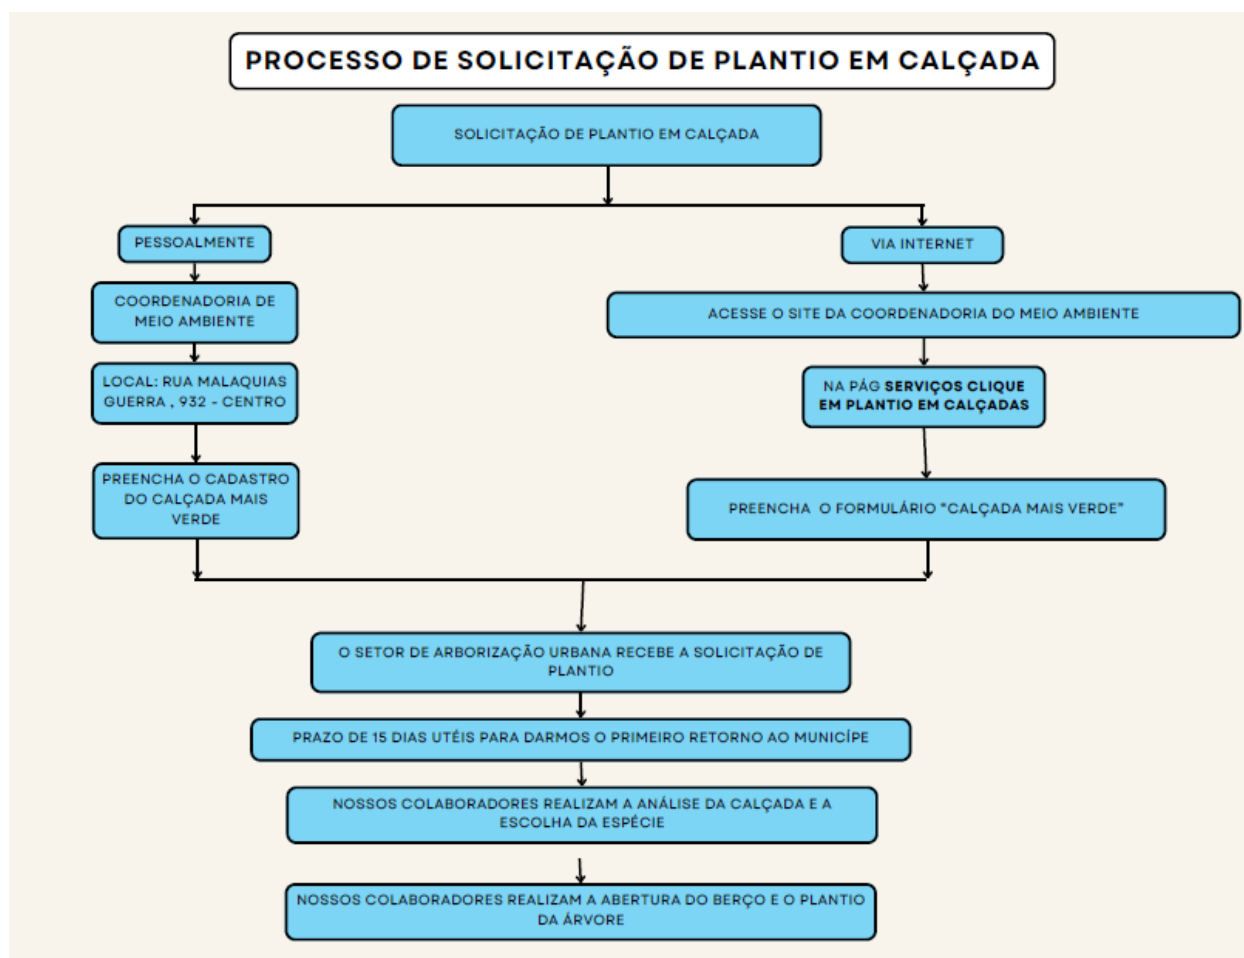 PROCESSO DE SOLICITAÇÃO DE PLANTIO EM CALÇADA
SOLICITAÇÃO DE PLANTIO EM CALÇADA
PESSOALMENTE
COORDENADORIA DE
MEIO AMBIENTE
LOCAL: RUA MALAQUIAS
GUERRA , 932 - CENTRO
PREENCHA O CADASTRO
DO CALÇADA MAIS
VERDE
VIA INTERNET
ACESSE O SITE DA COORDENADORIA DO MEIO AMBIENTE
NA PÁG SERVIÇOS CLIQUE
EM PLANTIO EM CALÇADAS
PREENCHA O FORMULÁRIO "CALÇADA MAIS VERDE"
O SETOR DE ARBORIZAÇÃO URBANA RECEBE A SOLICITAÇÃO DE
PLANTIO
PRAZO DE 15 DIAS UTÉIS PARA DARMOS O PRIMEIRO RETORNO AO MUNICÍPE
NOSSOS COLABORADORES REALIZAM A ANÁLISE DA CALÇADA E A
ESCOLHA DA ESPÉCIE
NOSSOS COLABORADORES REALIZAM A ABERTURA DO BERÇO E O PLANTIO
DA ÁRVORE